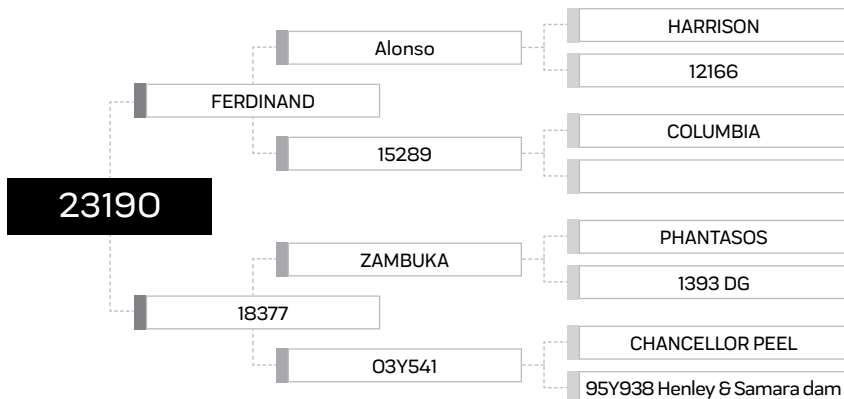 HARRISON
Alonso
12166
FERDINAND
COLUMBIA
15289
23190
PHANTASOS
ZAMBUKA
1393 DG
18377
CHANCELLOR PEEL
03Y541
95Y938 Henley & Samara dam